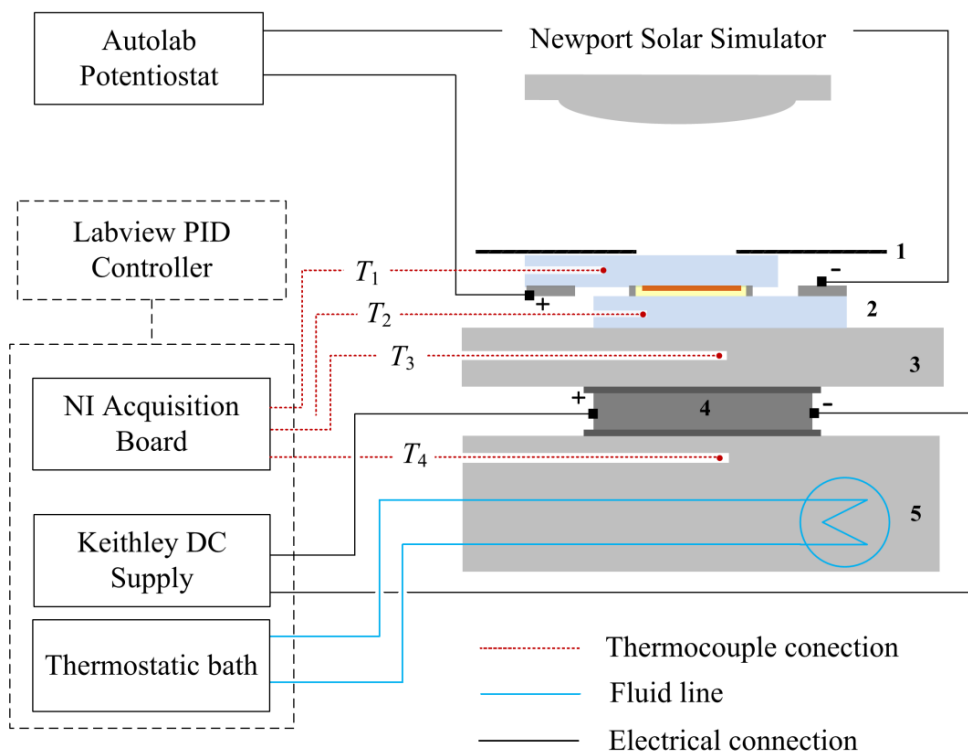 Autolab
Potentiostat
Newport Solar Simulator
Labview PID
Controller
1
T1
-
+
2
T2
T3
3
NI Acquisition
Board
+
4
-
T4
5
Keithley DC
Supply
Thermostatic bath
Thermocouple conection
Fluid line
Electrical connection